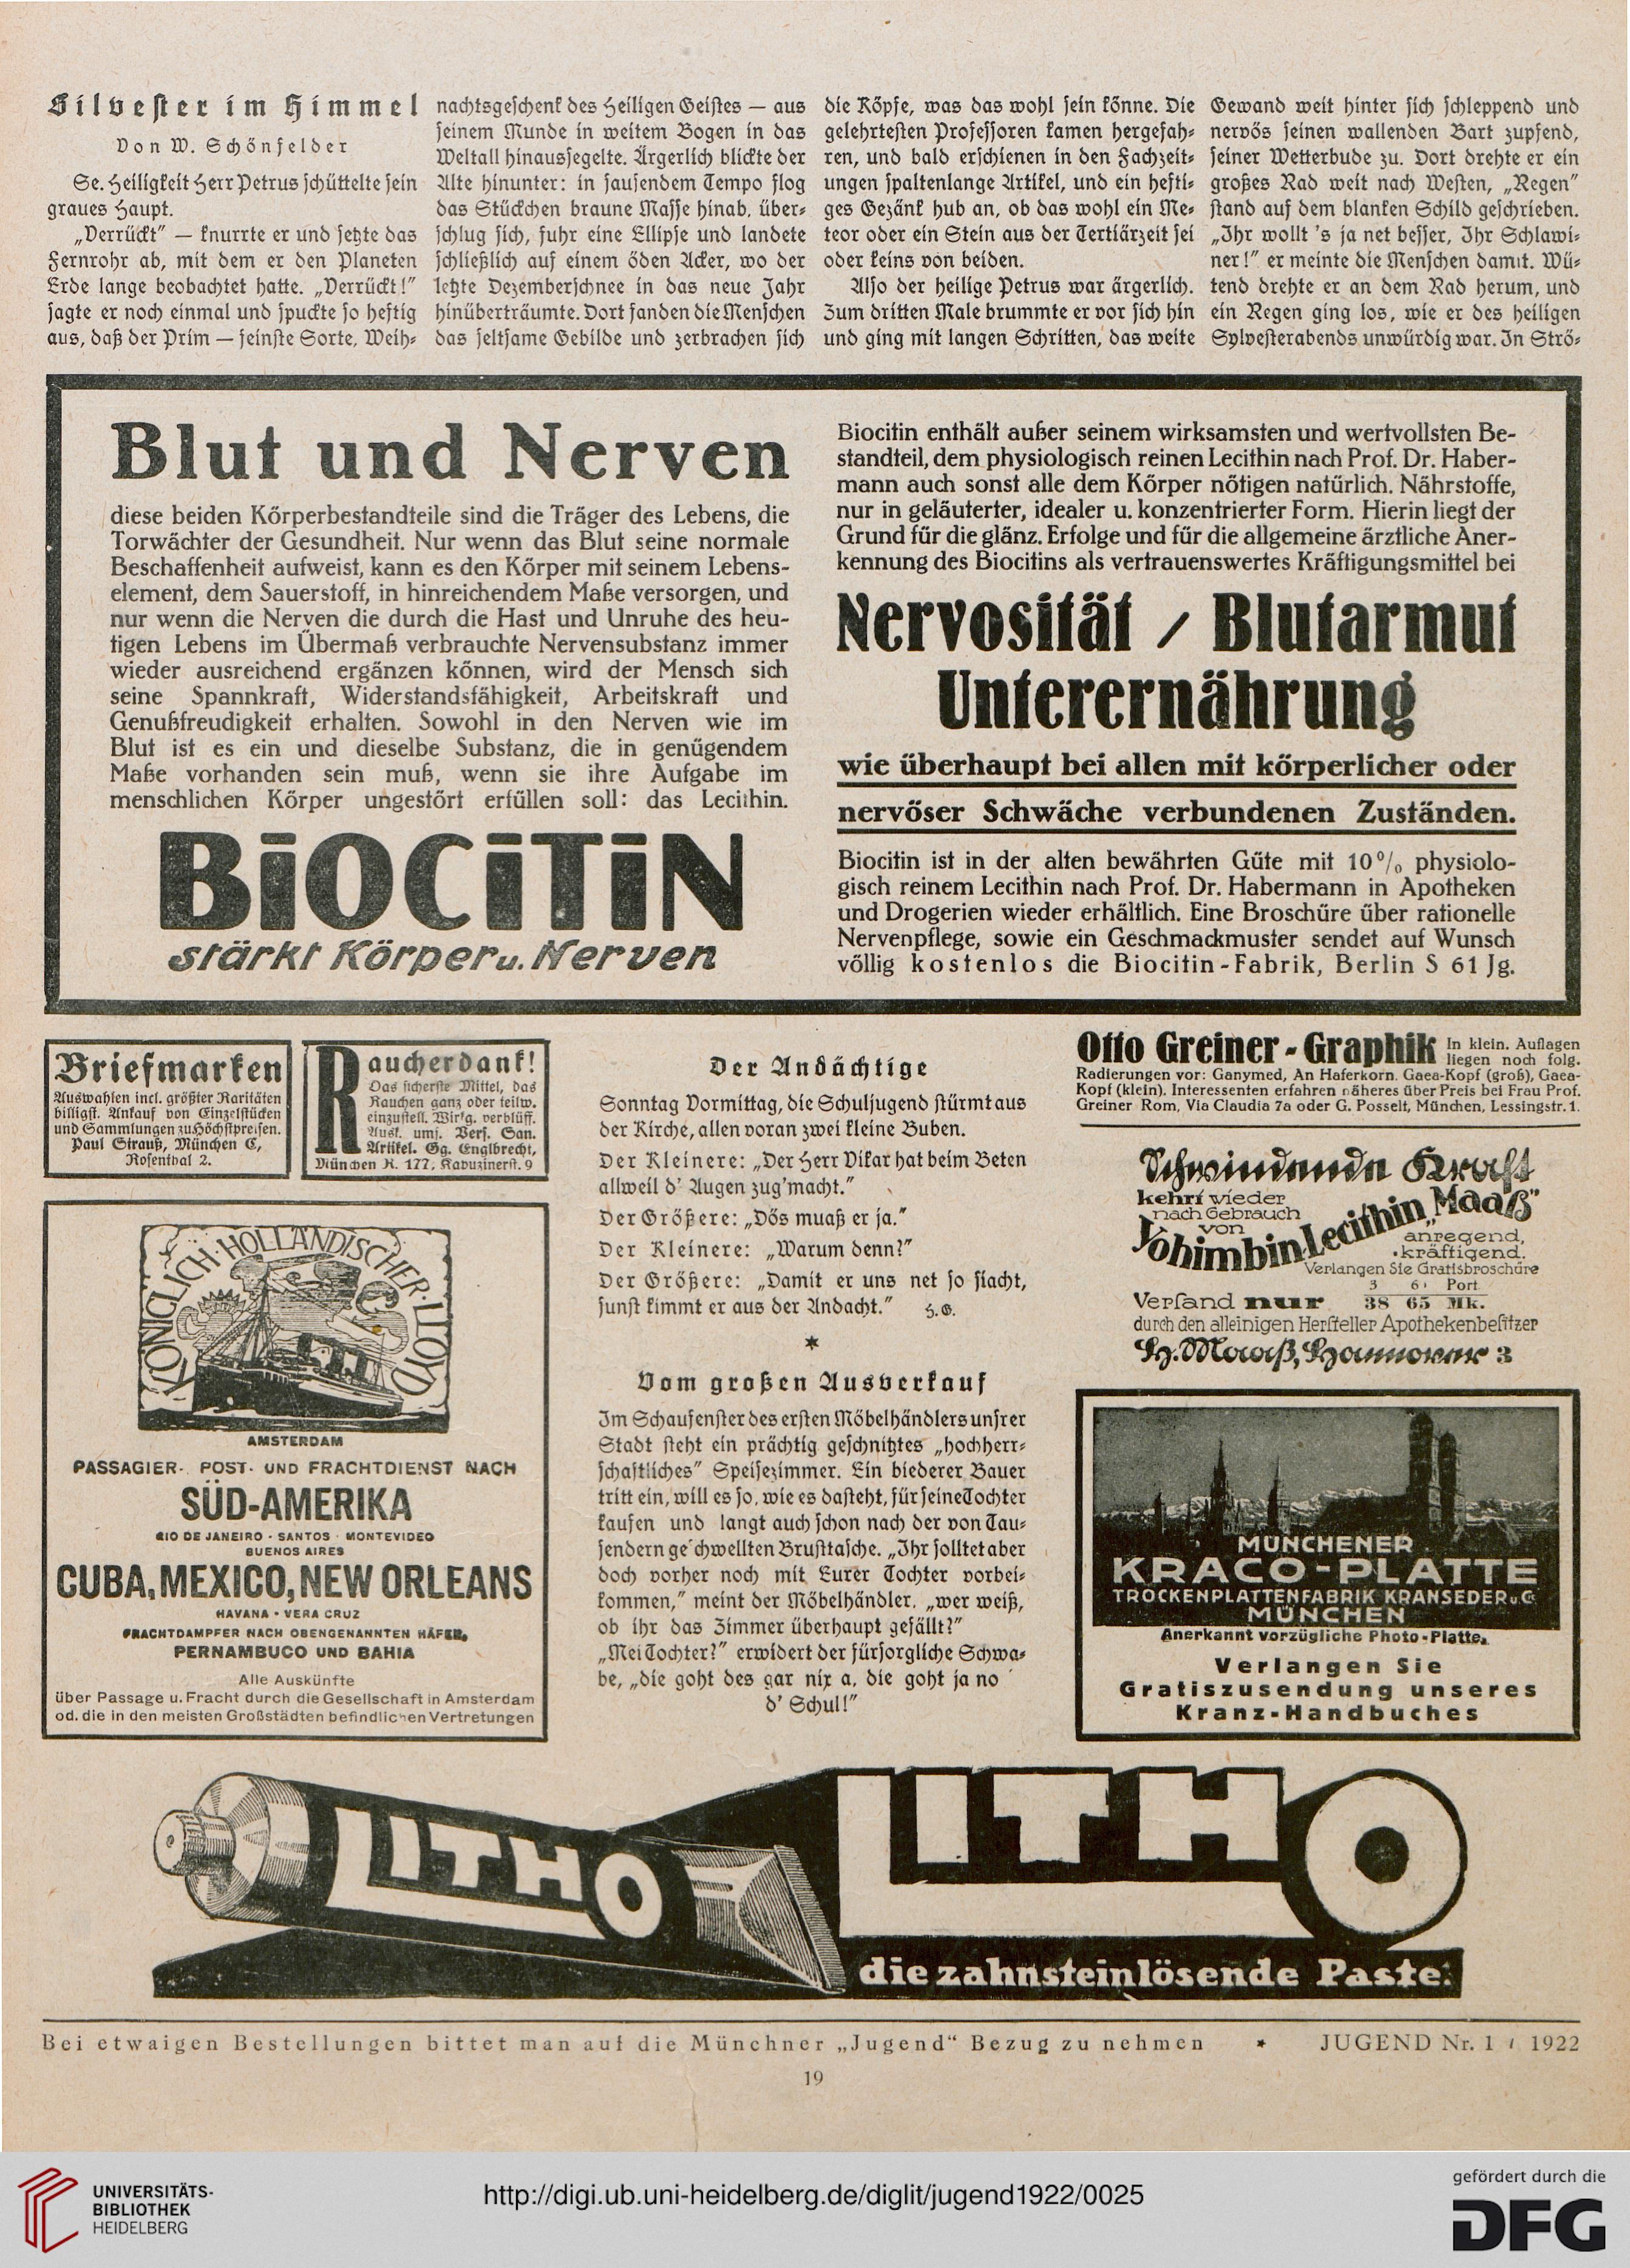 Silvester im Himmel
Von W. Schönfelder
Se. Heiligkeit Herr Petrus schüttelte sein
graues Haupt.
„Verrückt” — knurrte er und setzte das
Fernrohr ab, mit dem er den Planeten
Erde lange beobachtet hatte. „Verrückt!”
sagte er noch einmal und spuckte so heftig
aus, daß der Prim — feinste Sorte, Weih-
nachtsgeschenk des Heiligen Geistes — aus
seinem Munde in weitem Bogen in das
Weltall hinaussegelte. Ärgerlich blickte der
Alte hinunter: in sausendem Tempo flog
das Stückchen braune Masse hinab, über-
schlug sich, fuhr eine Ellipse und landete
schließlich auf einem öden Acker, wo der
letzte Dezemberschnee in das neue Jahr
hinüberträumte. Dort fanden die Menschen
das seltsame Gebilde und zerbrachen sich
die Köpfe, was das wohl sein könne. Die
gelehrtesten Professoren kamen hergefah-
ren, und bald erschienen in den Fachzeit-
ungen spaltenlange Artikel, und ein hefti-
ges Gezänk hub an, ob das wohl ein Me-
teor oder ein Stein aus der Tertiärzeit sei
oder keins von beiden.
Also der heilige Petrus war ärgerlich.
Zum dritten Male brummte er vor sich hin
und ging mit langen Schritten, das weite
Gewand weit hinter sich schleppend und
nervös seinen wallenden Bart zupfend,
seiner Wetterbude zu. Dort drehte er ein
großes Rad weit nach Westen, „Regen”
stand auf dem blanken Schild geschrieben.
„Ihr wollt 's ja net besser, Ihr Schlawi-
ner!” er meinte die Menschen damit. Wü-
tend drehte er an dem Rad herum, und
ein Regen ging los, wie er des heiligen
Sylvesterabends unwürdig war. In Strö-
Blut und Nerven
diese beiden Körperbestandteile sind die Träger des Lebens, die
Torwächter der Gesundheit. Nur wenn das Blut seine normale
Beschaffenheit aufweist, kann es den Körper mit seinem Lebens-
element, dem Sauerstoff, in hinreichendem Maße versorgen, und
nur wenn die Nerven die durch die Hast und Unruhe des heu-
tigen Lebens im Übermaß verbrauchte Nervensubstanz immer
wieder ausreichend ergänzen können, wird der Mensch sich
seine Spannkraft, Widerstandsfähigkeit, Arbeitskraft und
Genußfreudigkeit erhalten. Sowohl in den Nerven wie im
Blut ist es ein und dieselbe Substanz, die in genügendem
Maße vorhanden sein muß, wenn sie ihre Aufgabe im
menschlichen Körper ungestört erfüllen soll: das Lecithin.
BiOCiTiN
stärkt Körper u. Nerven
Biocitin enthält außer seinem wirksamsten und wertvollsten Be-
standteil, dem physiologisch reinen Lecithin nach Prof. Dr. Haber-
mann auch sonst alle dem Körper nötigen natürlich. Nährstoffe,
nur in geläuterter, idealer u. konzentrierter Form. Hierin liegt der
Grund für die glänz. Erfolge und für die allgemeine ärztliche Aner-
kennung des Biocitins als vertrauenswertes Kräftigungsmittel bei
Nervosität / Blutarmut
Unterernährung
wie überhaupt bei allen mit körperlicher oder
nervöser Schwäche verbundenen Zuständen.
Biocitin ist in der alten bewährten Güte mit 10% physiolo-
gisch reinem Lecithin nach Prof. Dr. Habermann in Apotheken
und Drogerien wieder erhältlich. Eine Broschüre über rationelle
Nervenpflege, sowie ein Geschmackmuster sendet auf Wunsch
völlig kostenlos die Biocitin-Fabrik, Berlin S 61 Jg.
Briefmarken
Auswahlen incl. größter Raritäten
billigst. Ankauf von Einzelstücken
und Sammlungen zu Höchstpreisen.
Paul Strauß, München C,
Rosenthal 2.
Raucherdank!
Das sicherste Mittel, das
Rauchen ganz oder teilw.
einzustell. Wirkg. verblüff.
Ausk. ums. Vers. San.
Artikel. Gg. Englbrecht,
München K. 177, Kapuzinerst. 9
KÖNIGLICH·HOLLÄNDISCHER·LLOYD
AMSTERDAM
PASSAGIER- POST- UND FRACHTDIENST NACH
SÜD-AMERIKA
RIO DE JANEIRO · SANTOS · MONTEVIDEO
BUENOS AIRES
CUBA, MEXICO, NEW ORLEANS
HAVANA · VERA CRUZ
FRACHTDAMPFER NACH OBENGENANNTEN HÄFEN,
PERNAMBUCO UND BAHIA
Alle Auskünfte
über Passage u. Fracht durch die Gesellschaft in Amsterdam
od. die in den meisten Großstädten befindlichen Vertretungen
Der Andächtige
Sonntag Vormittag, die Schuljugend stürmt aus
der Kirche, allen voran zwei kleine Buben.
Der Kleinere: „Der Herr Vikar hat beim Beten
allweil d' Augen zug'macht.”
Der Größere: „Dös muaß er ja.”
Der Kleinere: „Warum denn?”
Der Größere: „Damit er uns net so siacht,
sunst kimmt er aus der Andacht.” H. G.
*
Vom großen Ausverkauf
Im Schaufenster des ersten Möbelhändlers unsrer
Stadt steht ein prächtig geschnitztes „hochherr-
schaftliches” Speisezimmer. Ein biederer Bauer
tritt ein, will es so, wie es dasteht, für seine Tochter
kaufen und langt auch schon nach der von Tau-
sendern geschwellten Brusttasche. „Ihr solltet aber
doch vorher noch mit Eurer Tochter vorbei-
kommen,” meint der Möbelhändler. „wer weiß,
ob ihr das Zimmer überhaupt gefällt?”
„Mei Tochter?” erwidert der fürsorgliche Schwa-
be, „die goht des gar nix a, die goht ja no
d' Schul!”
Otto Greiner-Graphik In klein. Auflagen
liegen noch folg.
Radierungen vor: Ganymed, An Haferkorn. Gaea-Kopf (groß), Gaea-
Kopf (klein). Interessenten erfahren näheres über Preis bei Frau Prof.
Greiner Rom, Via Claudia 7a oder G. Posselt, München, Lessingstr. 1.
Schwindende Kraft
kehrt wieder
nach Gebrauch
von
Yohimbin-Lecithin „Maaß”
anregend,
kräftigend.
Verlangen Sie Gratisbroschüre
3 6 Port.
Versand nur 38 65 Mk.
durch den alleinigen Hersteller Apothekenbesitzer
H. Maaß, Hannover 3
MÜNCHENER
KRACO-PLATTE
TROCKENPLATTENFABRIK KRANSEDER u. C
MÜNCHEN
Anerkannt vorzügliche Photo-Platte.
Verlangen Sie
Gratiszusendung unseres
Kranz-Handbuches
LITHO
LITHO
die zahnsteinlösende Paste.
Bei etwaigen Bestellungen bittet man auf die Münchner „Jugend“ Bezug zu nehmen * JUGEND Nr. 1 / 1922
19
UNIVERSITÄTS-
BIBLIOTHEK
HEIDELBERG
http://digi.ub.uni-heidelberg.de/diglit/jugend1922/0025
gefördert durch die
DFG